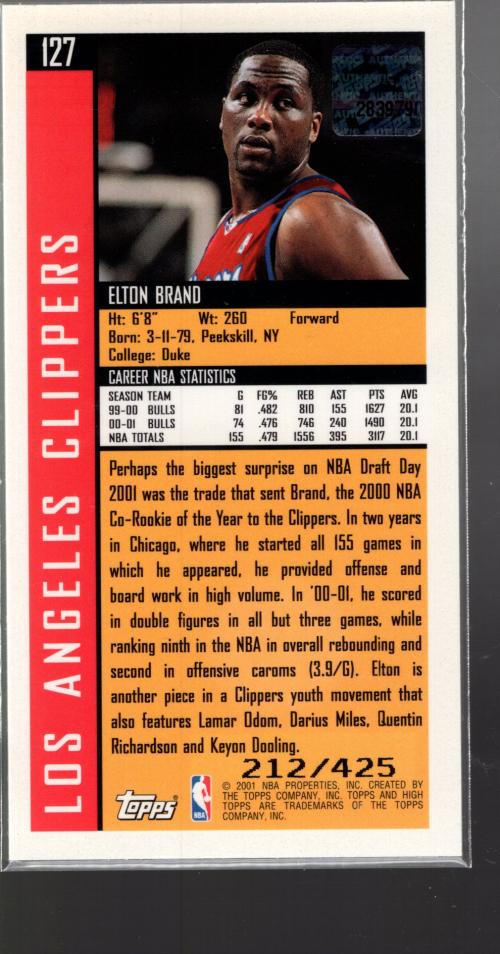 127
LOS ANGELES CLIPPERS
AUTHENTIC
283979
ELTON BRAND
Ht: 6'8" Wt: 260 Forward
Born: 3-11-79, Peekskill, NY
College: Duke
CAREER NBA STATISTICS
SEASON TEAM G FG% REB AST PTS AVG
99-00 BULLS 81 .482 810 155 1627 20.1
00-01 BULLS 74 .476 746 240 1490 20.1
NBA TOTALS 155 .479 1556 395 3117 20.1
Perhaps the biggest surprise on NBA Draft Day
2001 was the trade that sent Brand, the 2000 NBA
Co-Rookie of the Year to the Clippers. In two years
in Chicago, where he started all 155 games in
which he appeared, he provided offense and
board work in high volume. In '00-01, he scored
in double figures in all but three games, while
ranking ninth in the NBA in overall rebounding and
second in offensive caroms (3.9/G). Elton is
another piece in a Clippers youth movement that
also features Lamar Odom, Darius Miles, Quentin
Richardson and Keyon Dooling.
212/425
Topps
NBA
© 2001 NBA PROPERTIES, INC. CREATED BY
THE TOPPS COMPANY, INC. TOPPS AND HIGH
TOPPS ARE TRADEMARKS OF THE TOPPS
COMPANY, INC.